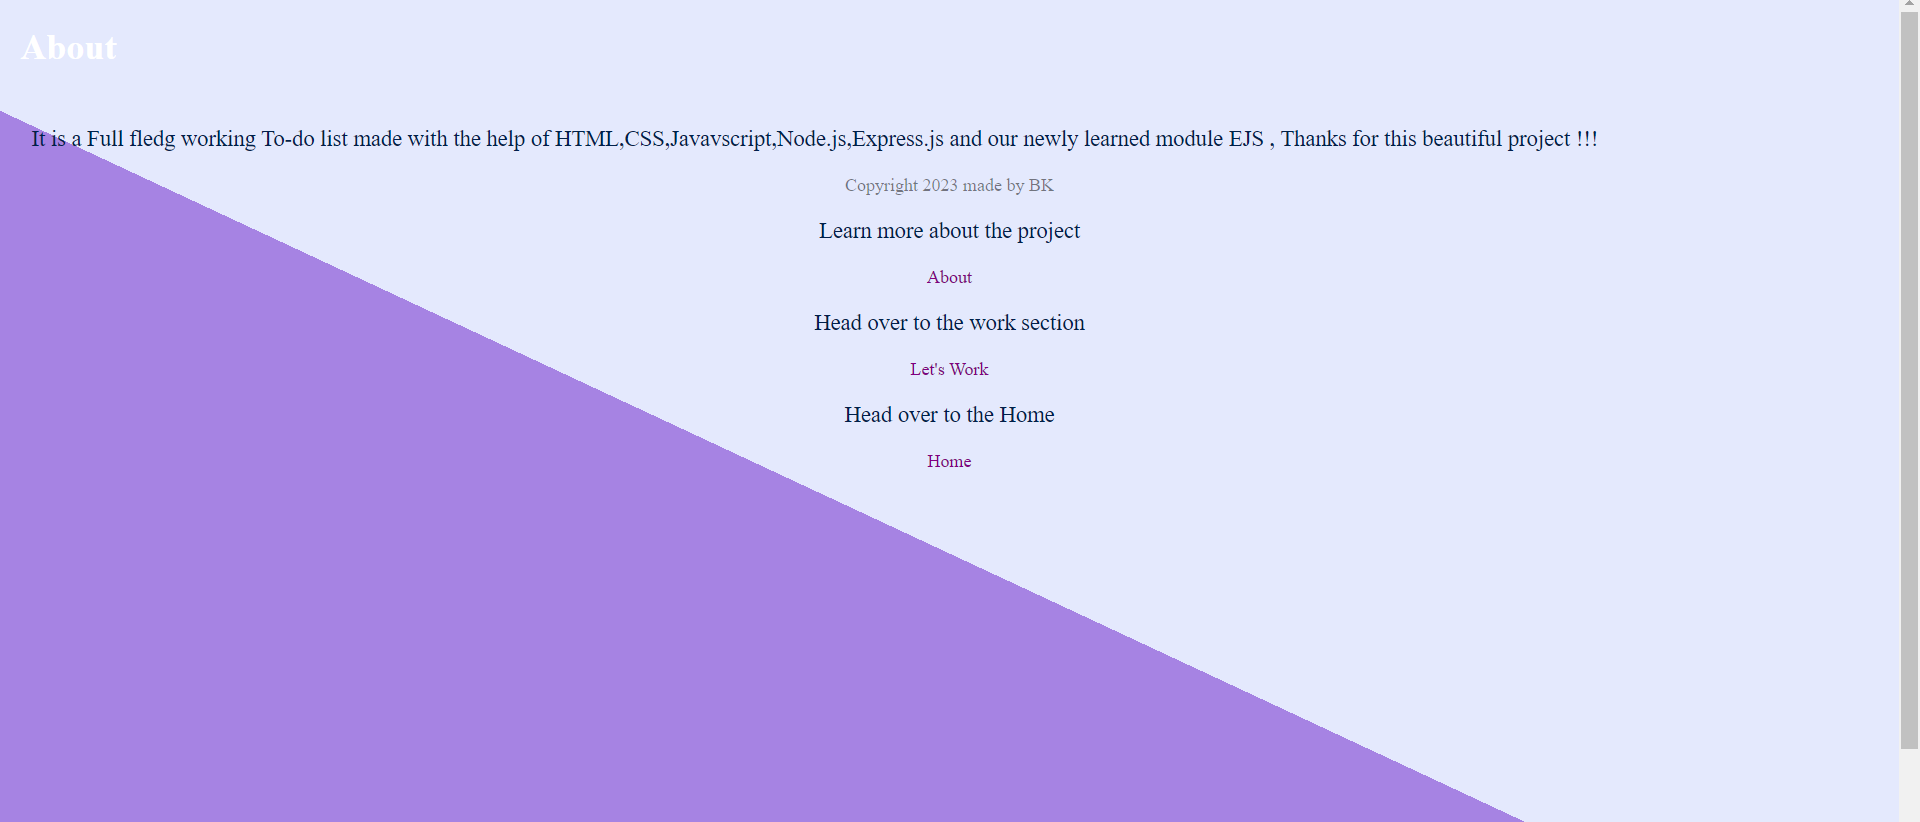 About
It is a Full fledg working To-do list made with the help of HTML,CSS,Javavscript,Node.js,Express.js and our newly learned module EJS , Thanks for this beautiful project !!!
Copyright 2023 made by BK
Learn more about the project
About
Head over to the work section
Let's Work
Head over to the Home
Home